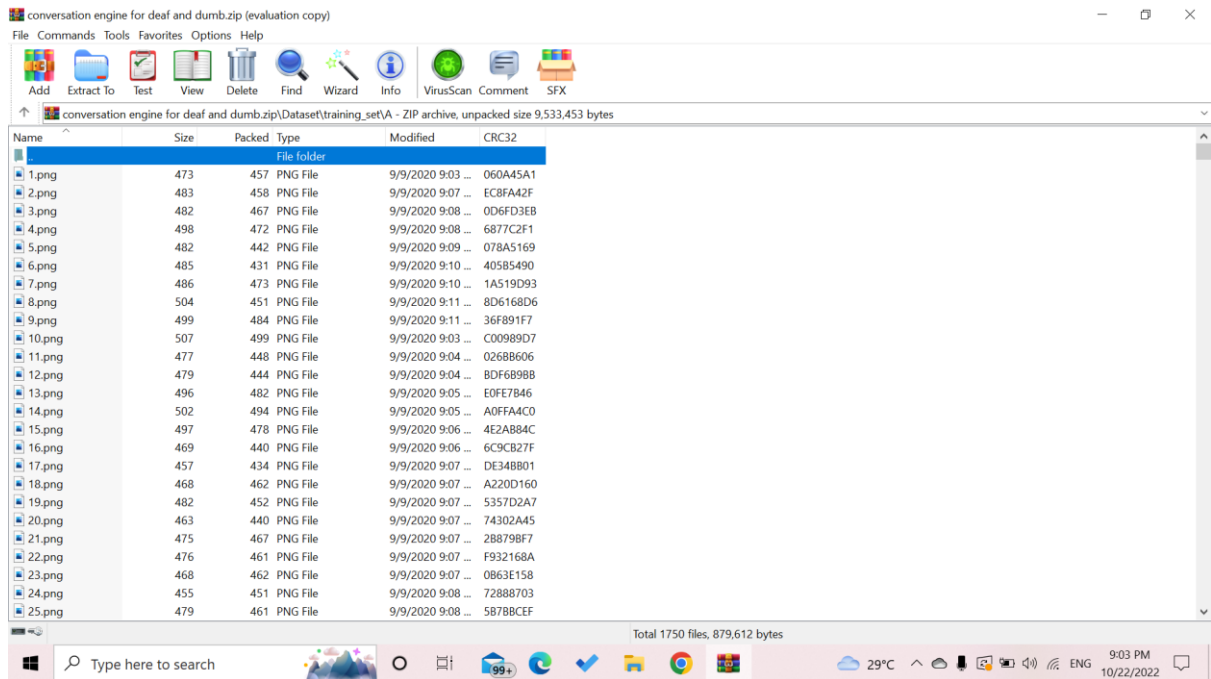 conversation engine for deaf and dumb.zip (evaluation copy)
File Commands Tools Favorites Options Help
Add Extract To Test View Delete Find Wizard Info VirusScan Comment SFX
conversation engine for deaf and dumb.zip\Dataset\training_set\A - ZIP archive, unpacked size 9,533,453 bytes
Name Size Packed Type Modified CRC32
.. File folder
1.png 473 457 PNG File 9/9/2020 9:03 ... 060A45A1
2.png 483 458 PNG File 9/9/2020 9:07 ... EC8FA42F
3.png 482 467 PNG File 9/9/2020 9:08 ... 0D6FD3EB
4.png 498 472 PNG File 9/9/2020 9:08 ... 6877C2F1
5.png 482 442 PNG File 9/9/2020 9:09 ... 078A5169
6.png 485 431 PNG File 9/9/2020 9:10 ... 405B5490
7.png 486 473 PNG File 9/9/2020 9:10 ... 1A519D93
8.png 504 451 PNG File 9/9/2020 9:11 ... 8D6168D6
9.png 499 484 PNG File 9/9/2020 9:11 ... 36F891F7
10.png 507 499 PNG File 9/9/2020 9:03 ... C00989D7
11.png 477 448 PNG File 9/9/2020 9:04 ... 026BB606
12.png 479 444 PNG File 9/9/2020 9:04 ... BDF6B9BB
13.png 496 482 PNG File 9/9/2020 9:05 ... E0FE7B46
14.png 502 494 PNG File 9/9/2020 9:05 ... A0FFA4C0
15.png 497 478 PNG File 9/9/2020 9:06 ... 4E2AB84C
16.png 469 440 PNG File 9/9/2020 9:06 ... 6C9CB27F
17.png 457 434 PNG File 9/9/2020 9:07 ... DE34BB01
18.png 468 462 PNG File 9/9/2020 9:07 ... A220D160
19.png 482 452 PNG File 9/9/2020 9:07 ... 5357D2A7
20.png 463 440 PNG File 9/9/2020 9:07 ... 74302A45
21.png 475 467 PNG File 9/9/2020 9:07 ... 2B879BF7
22.png 476 461 PNG File 9/9/2020 9:07 ... F932168A
23.png 468 462 PNG File 9/9/2020 9:07 ... 0B63E158
24.png 455 451 PNG File 9/9/2020 9:08 ... 72888703
25.png 479 461 PNG File 9/9/2020 9:08 ... 5B7BBCEF
Total 1750 files, 879,612 bytes
Type here to search 99+ 29°C ENG 9:03 PM
10/22/2022